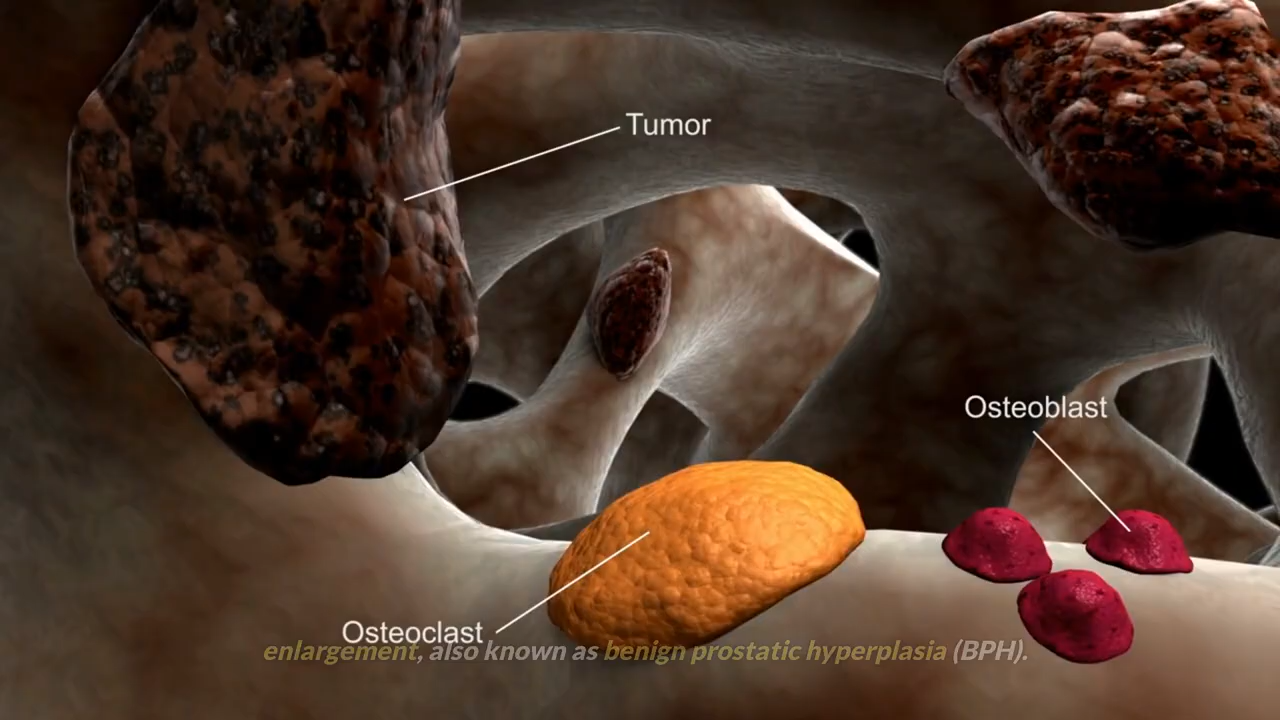 Tumor
Osteoblast
Osteoclast
enlargement, also known as benign prostatic hyperplasia (BPH).